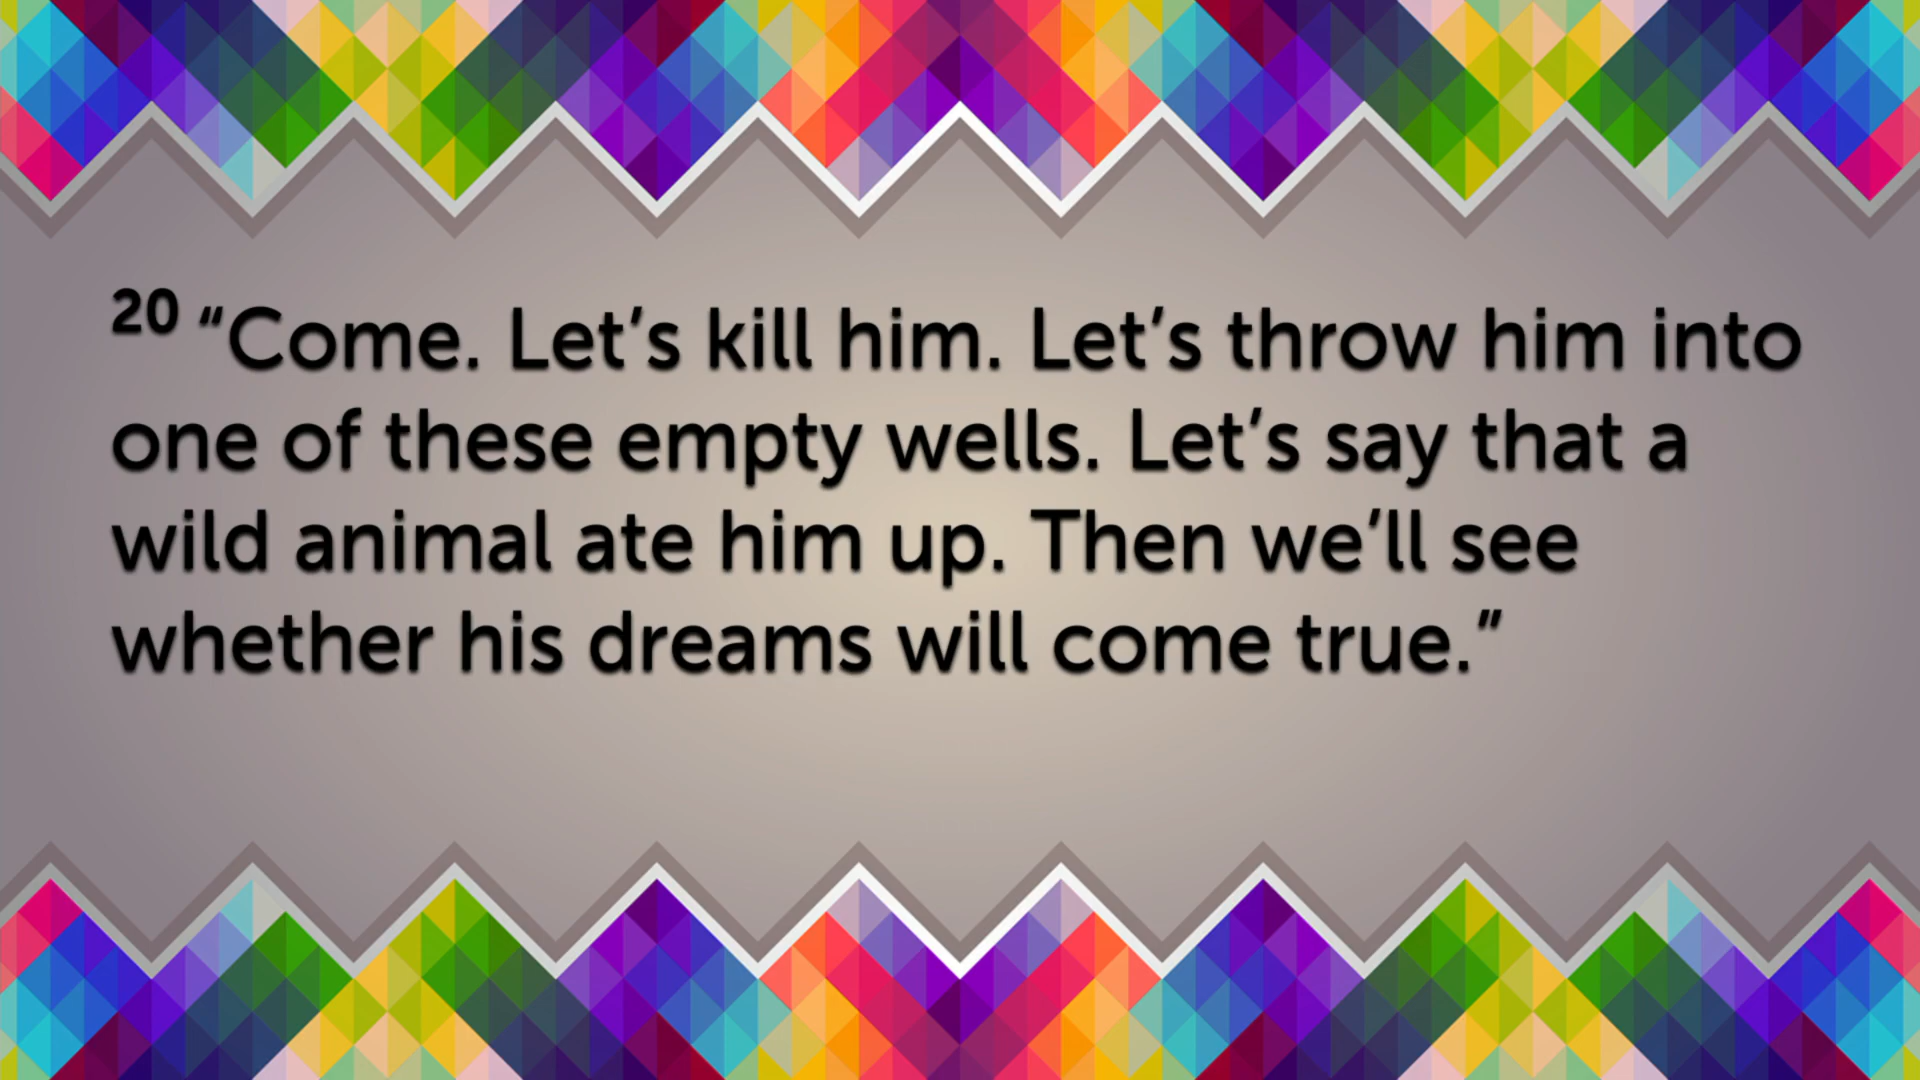 20 “Come. Let’s kill him. Let’s throw him into
one of these empty wells. Let’s say that a
wild animal ate him up. Then we’ll see
whether his dreams will come true.”